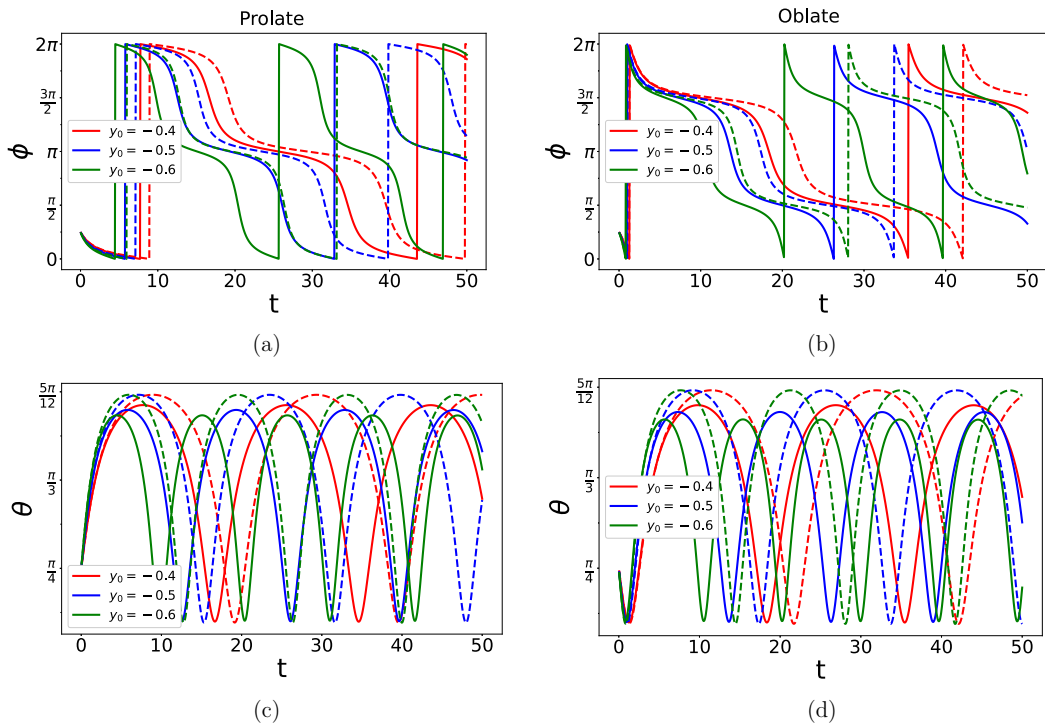 Prolate
2π
3π/2
π
π/2
0
ϕ
y₀ = −0.4
y₀ = −0.5
y₀ = −0.6
0 10 20 30 40 50
t
(a)
Oblate
2π
3π/2
π
π/2
0
ϕ
y₀ = −0.4
y₀ = −0.5
y₀ = −0.6
0 10 20 30 40 50
t
(b)
5π/12
π/3
π/4
θ
y₀ = −0.4
y₀ = −0.5
y₀ = −0.6
0 10 20 30 40 50
t
(c)
5π/12
π/3
π/4
θ
y₀ = −0.4
y₀ = −0.5
y₀ = −0.6
0 10 20 30 40 50
t
(d)